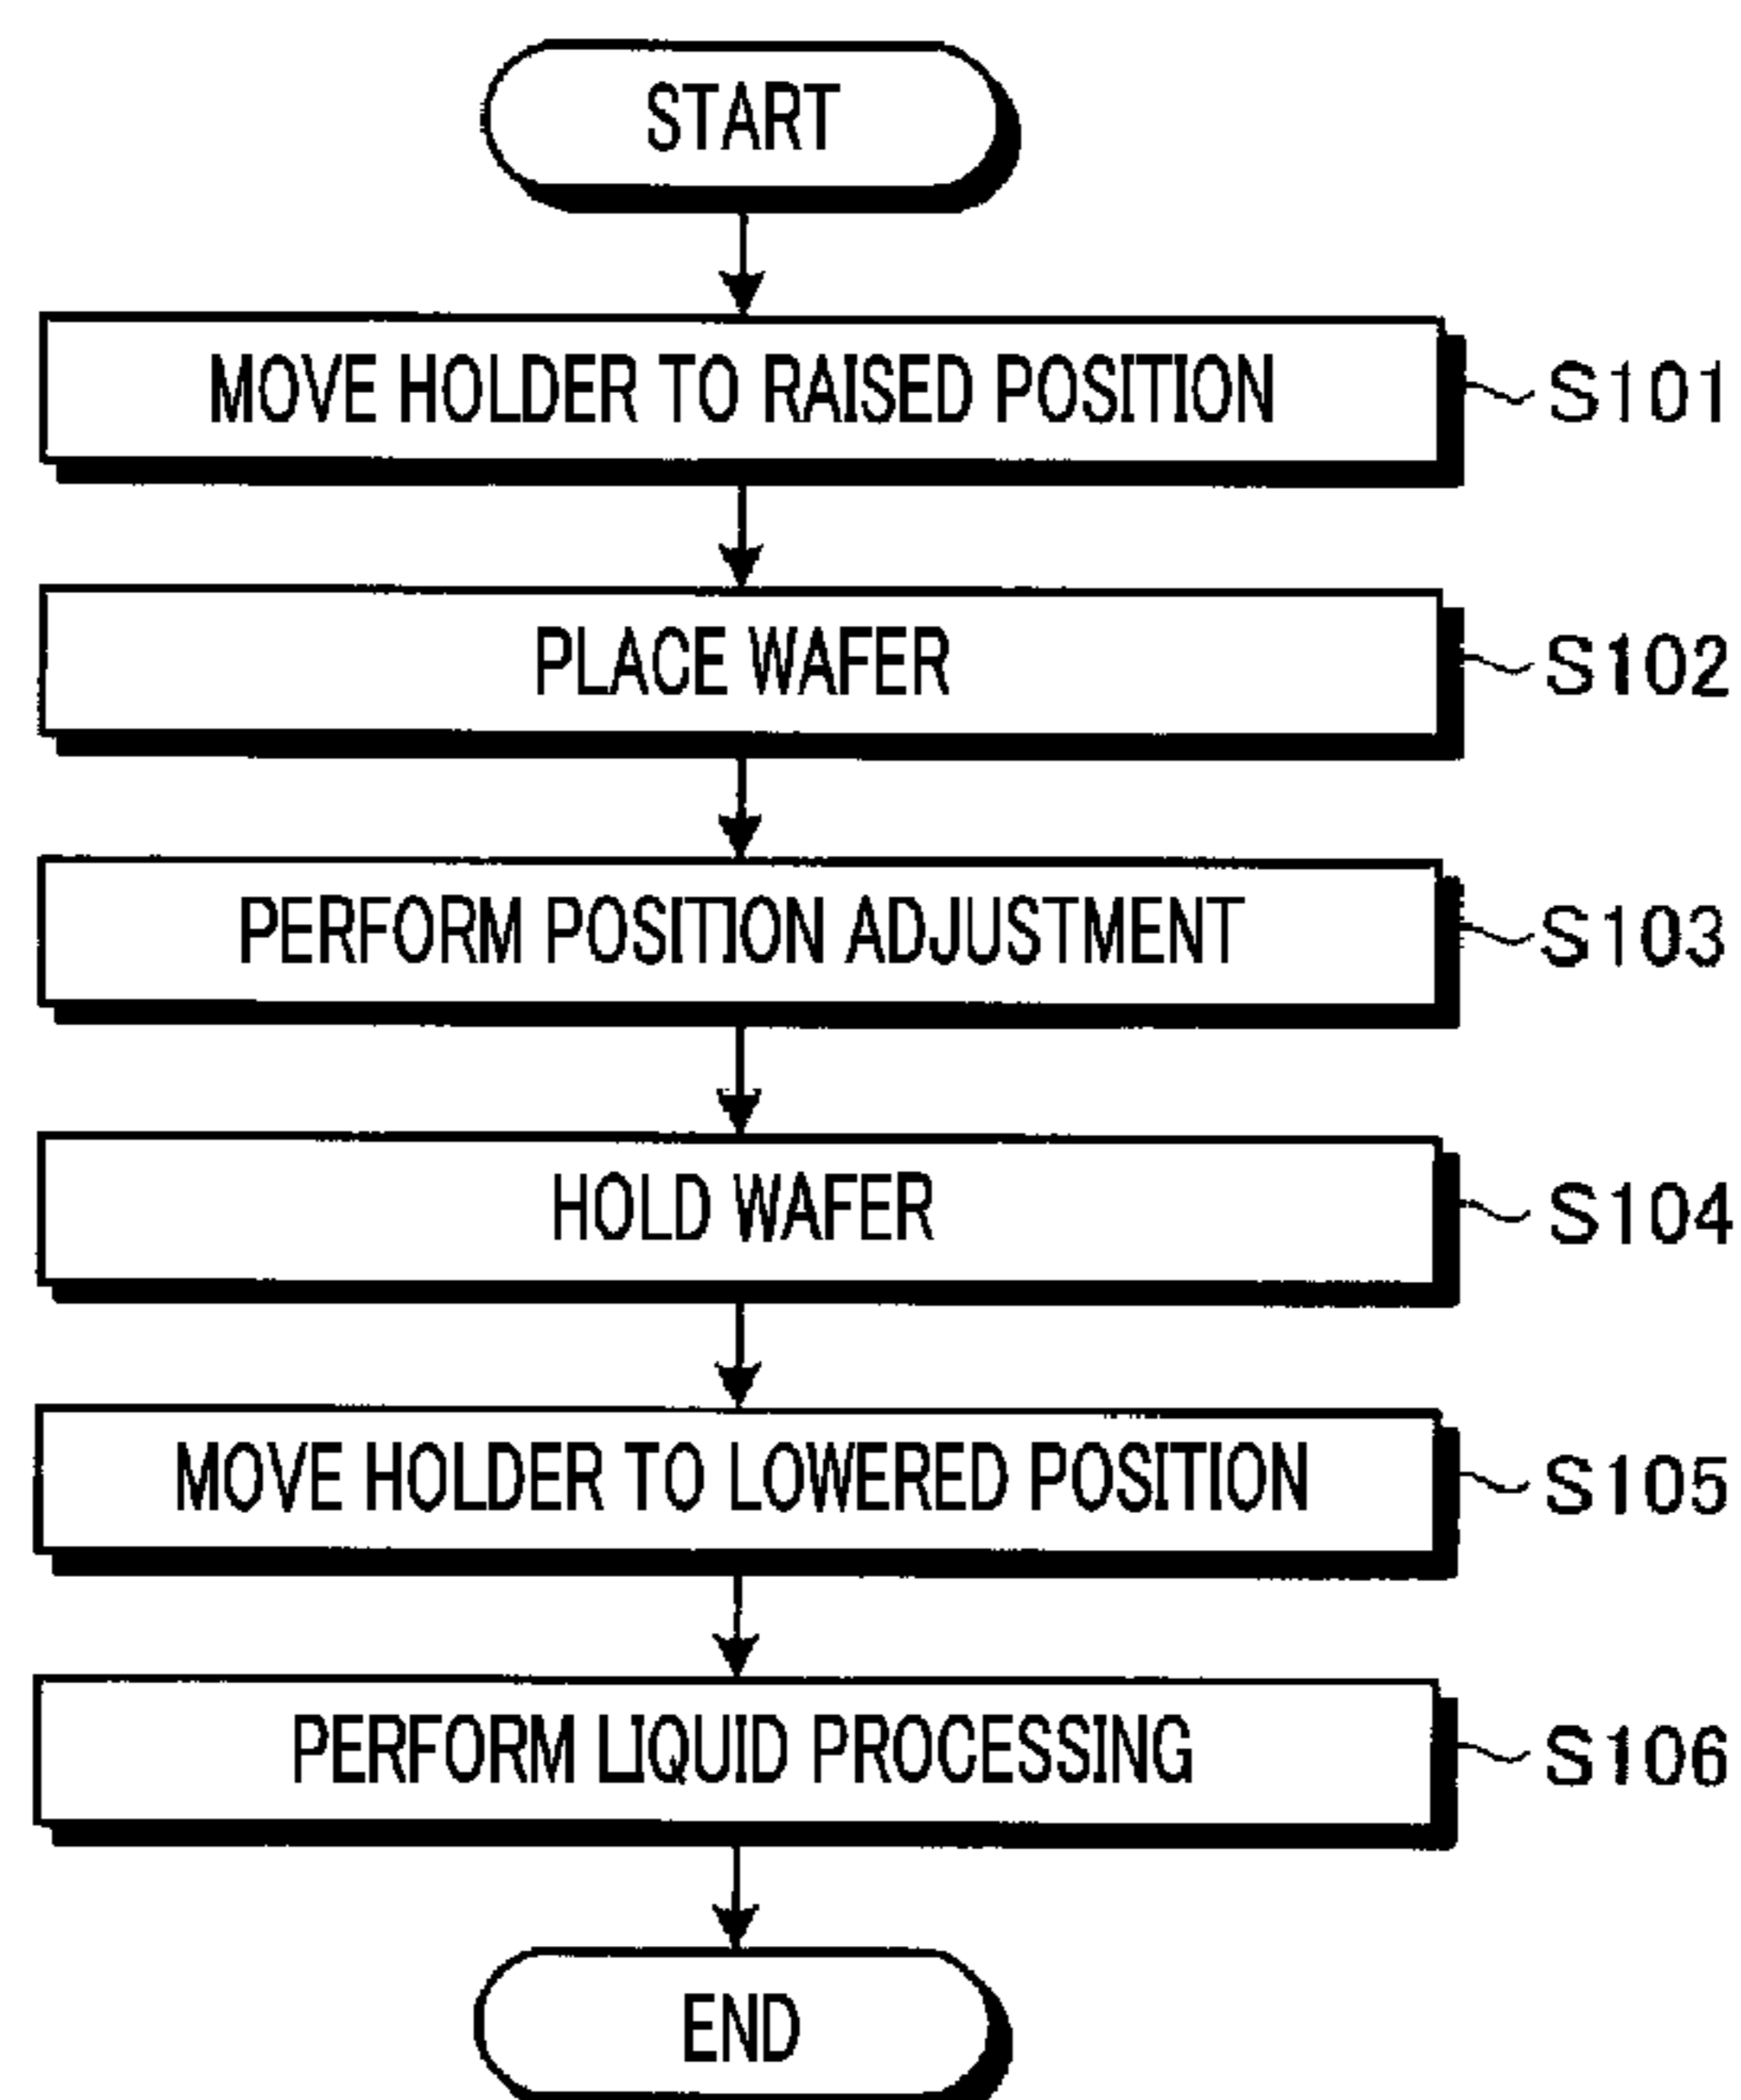 START
MOVE HOLDER TO RAISED POSITION
S101
PLACE WAFER
S102
PERFORM POSITION ADJUSTMENT
S103
HOLD WAFER
S104
MOVE HOLDER TO LOWERED POSITION
S105
PERFORM LIQUID PROCESSING
S106
END